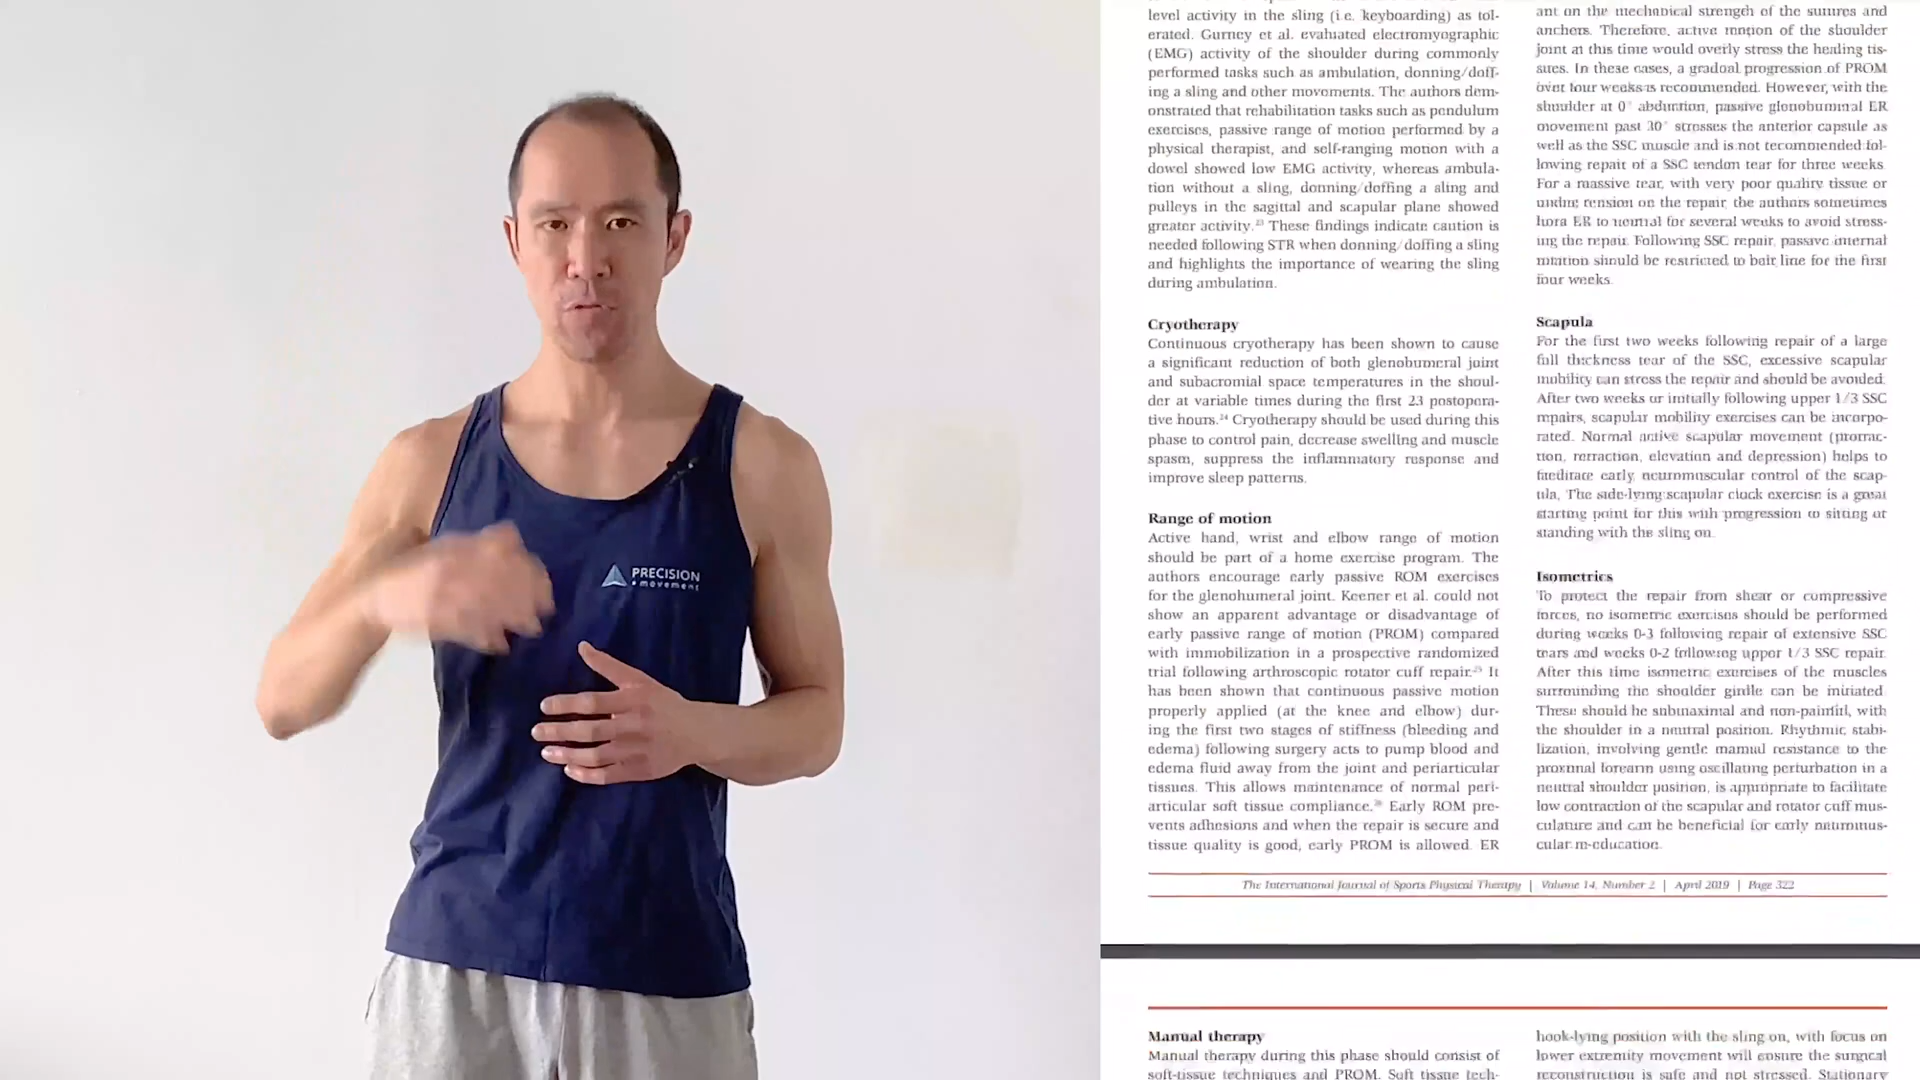 PRECISION
movement
level activity in the sling (i.e. keyboarding) as tol-
erated. Gurney et al. evaluated electromyographic
(EMG) activity of the shoulder during commonly
performed tasks such as ambulation, donning/doff-
ing a sling and other movements. The authors dem-
onstrated that rehabilitation tasks such as pendulum
exercises, passive range of motion performed by a
physical therapist, and self-ranging motion with a
dowel showed low EMG activity, whereas ambula-
tion without a sling, donning/doffing a sling and
pulleys in the sagittal and scapular plane showed
greater activity.23 These findings indicate caution is
needed following STR when donning/doffing a sling
and highlights the importance of wearing the sling
during ambulation.
Cryotherapy
Continuous cryotherapy has been shown to cause
a significant reduction of both glenohumeral joint
and subacromial space temperatures in the shoul-
der at variable times during the first 23 postopera-
tive hours.24 Cryotherapy should be used during this
phase to control pain, decrease swelling and muscle
spasm, suppress the inflammatory response and
improve sleep patterns.
Range of motion
Active hand, wrist and elbow range of motion
should be part of a home exercise program. The
authors encourage early passive ROM exercises
for the glenohumeral joint. Keener et al. could not
show an apparent advantage or disadvantage of
early passive range of motion (PROM) compared
with immobilization in a prospective randomized
trial following arthroscopic rotator cuff repair.25 It
has been shown that continuous passive motion
properly applied (at the knee and elbow) dur-
ing the first two stages of stiffness (bleeding and
edema) following surgery acts to pump blood and
edema fluid away from the joint and periarticular
tissues. This allows maintenance of normal peri-
articular soft tissue compliance.26 Early ROM pre-
vents adhesions and when the repair is secure and
tissue quality is good, early PROM is allowed. ER
ant on the mechanical strength of the sutures and
anchors. Therefore, active motion of the shoulder
joint at this time would overly stress the healing tis-
sues. In these cases, a gradual progression of PROM
over four weeks is recommended. However, with the
shoulder at 0° abduction, passive glenohumeral ER
movement past 30° stresses the anterior capsule as
well as the SSC muscle and is not recommended fol-
lowing repair of a SSC tendon tear for three weeks.
For a massive tear, with very poor quality tissue or
undue tension on the repair, the authors sometimes
limit ER to neutral for several weeks to avoid stress-
ing the repair. Following SSC repair, passive internal
rotation should be restricted to belt line for the first
four weeks.
Scapula
For the first two weeks following repair of a large
full thickness tear of the SSC, excessive scapular
mobility can stress the repair and should be avoided.
After two weeks or initially following upper 1/3 SSC
repairs, scapular mobility exercises can be incorpo-
rated. Normal active scapular movement (protrac-
tion, retraction, elevation and depression) helps to
facilitate early neuromuscular control of the scap-
ula. The side-lying scapular clock exercise is a great
starting point for this with progression to sitting or
standing with the sling on.
Isometrics
To protect the repair from shear or compressive
forces, no isometric exercises should be performed
during weeks 0-3 following repair of extensive SSC
tears and weeks 0-2 following upper 1/3 SSC repair.
After this time isometric exercises of the muscles
surrounding the shoulder girdle can be initiated.
These should be submaximal and non-painful, with
the shoulder in a neutral position. Rhythmic stabi-
lization, involving gentle manual resistance to the
proximal forearm using oscillating perturbation in a
neutral shoulder position, is appropriate to facilitate
low contraction of the scapular and rotator cuff mus-
culature and can be beneficial for early neuromus-
cular re-education.
The International Journal of Sports Physical Therapy | Volume 14, Number 2 | April 2019 | Page 322
Manual therapy
Manual therapy during this phase should consist of
soft-tissue techniques and PROM. Soft tissue tech-
hook-lying position with the sling on, with focus on
lower extremity movement will ensure the surgical
reconstruction is safe and not stressed. Stationary